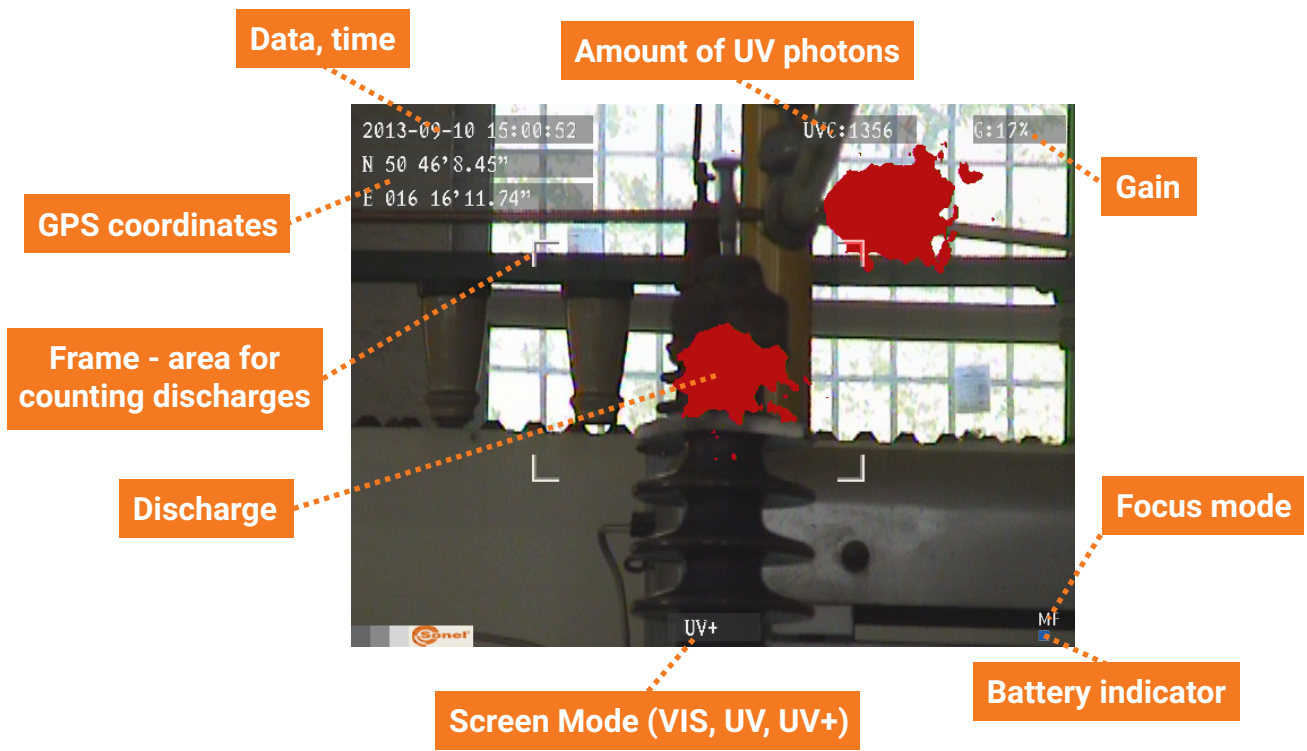 Data, time
Amount of UV photons
2013-09-10 15:00:52
UVC:1356
G:17%
N 50 46'8.45"
E 016 16'11.74"
Gain
GPS coordinates
Frame - area for
counting discharges
Discharge
Focus mode
MF
UV+
Sonel
Battery indicator
Screen Mode (VIS, UV, UV+)